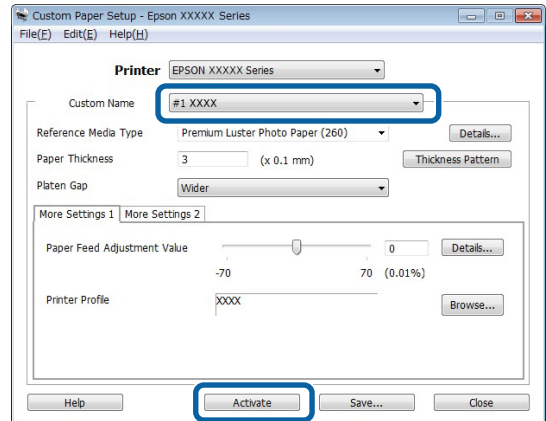 Custom Paper Setup - Epson XXXXX Series
File(F) Edit(E) Help(H)
Printer EPSON XXXXX Series
Custom Name #1 XXXX
Reference Media Type Premium Luster Photo Paper (260) Details...
Paper Thickness 3 (x 0.1 mm) Thickness Pattern
Platen Gap Wider
More Settings 1 More Settings 2
Paper Feed Adjustment Value 0 Details...
-70 70 (0.01%)
Printer Profile XXXX Browse...
Help Activate Save... Close